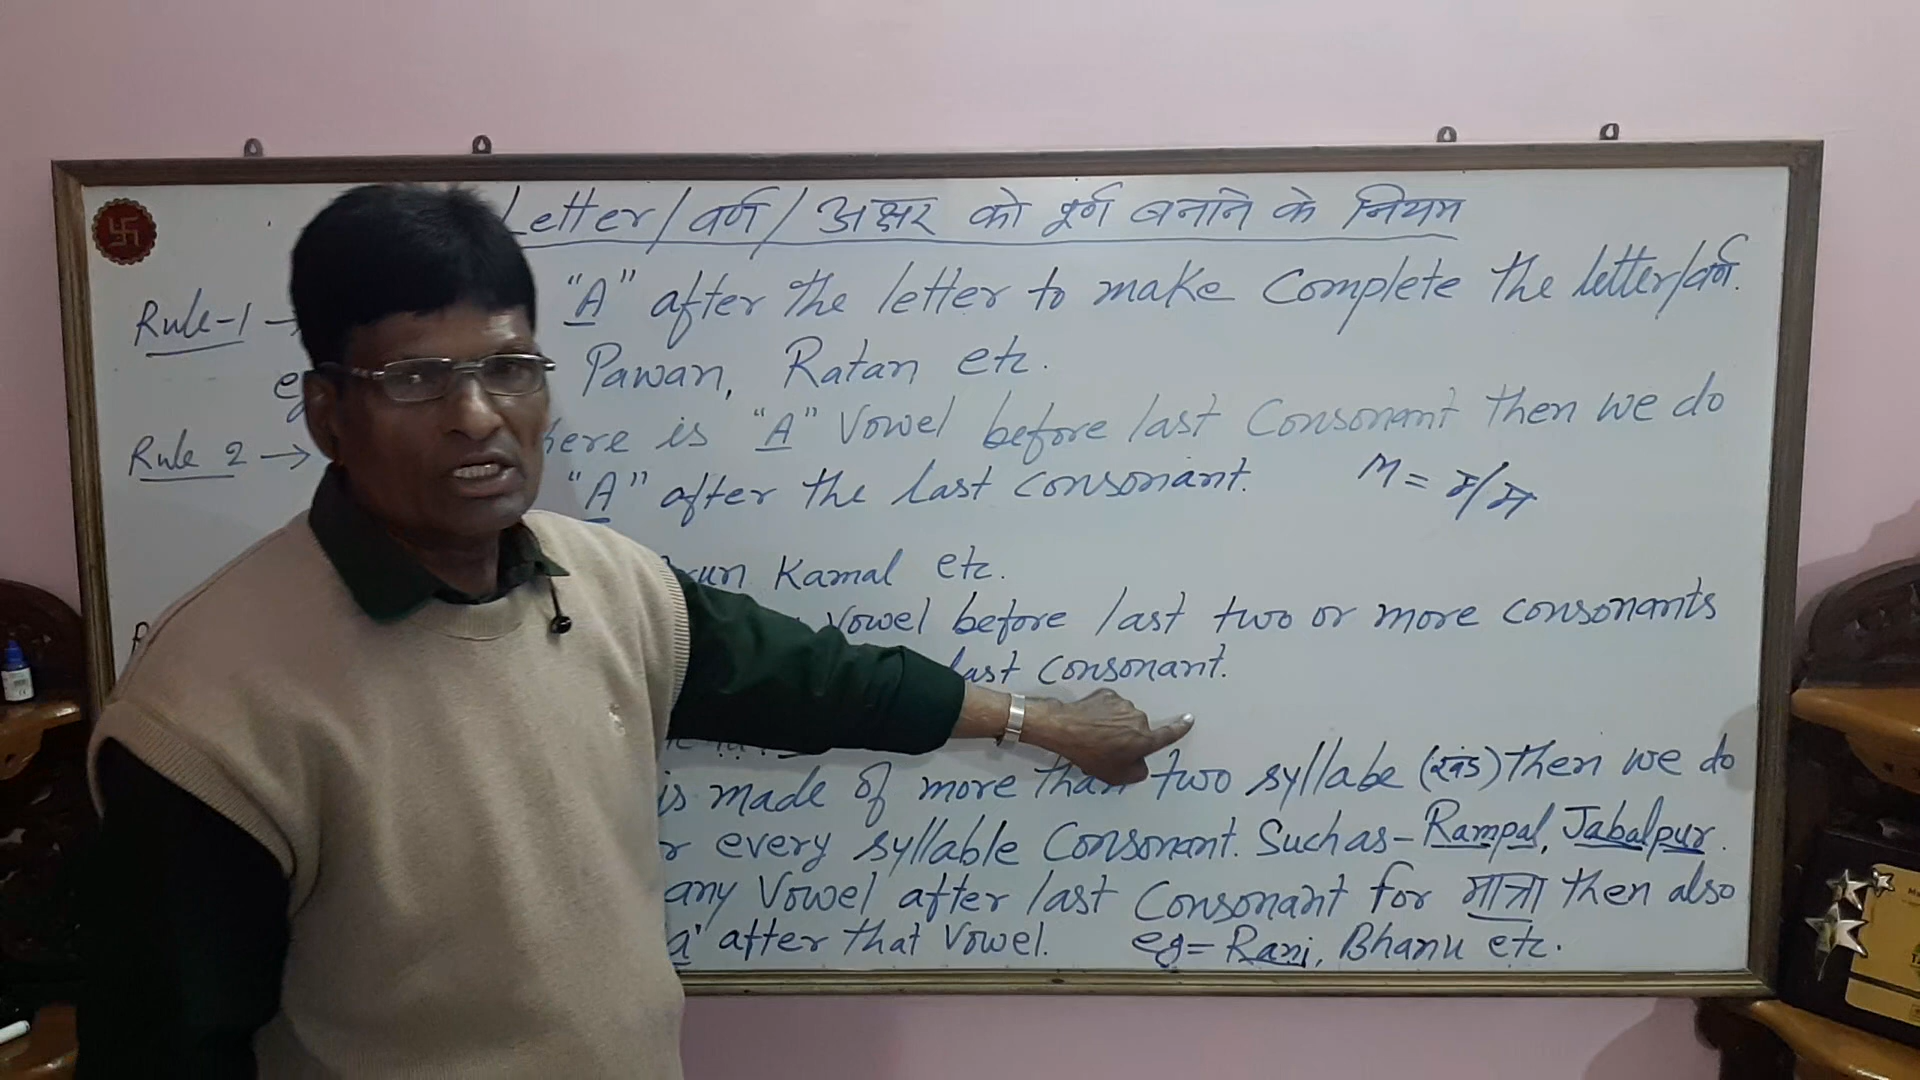 Letter/वर्ण/अक्षर को पूर्ण बनाने के नियम
Rule-1 → "A" after the letter to make complete the letter/वर्ण.
eg Pawan, Ratan etc.
Rule 2 → here is "A" Vowel before last Consonant then we do
"A" after the last consonant. M = म्/म
run Kamal etc.
Vowel before last two or more consonants
last consonant.
is made of more than two syllabe (खंड) then we do
r every syllable Consonant. Such as - Rampal, Jabalpur.
any Vowel after last Consonant for मात्रा then also
'a' after that Vowel. eg = Rani, Bhanu etc.